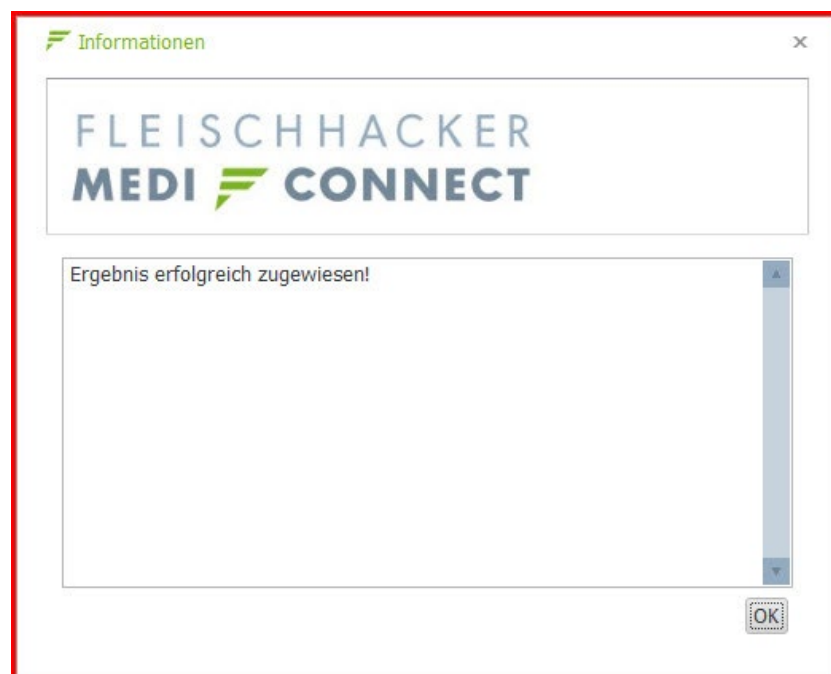 Informationen
FLEISCHHACKER
MEDI CONNECT
Ergebnis erfolgreich zugewiesen!
OK